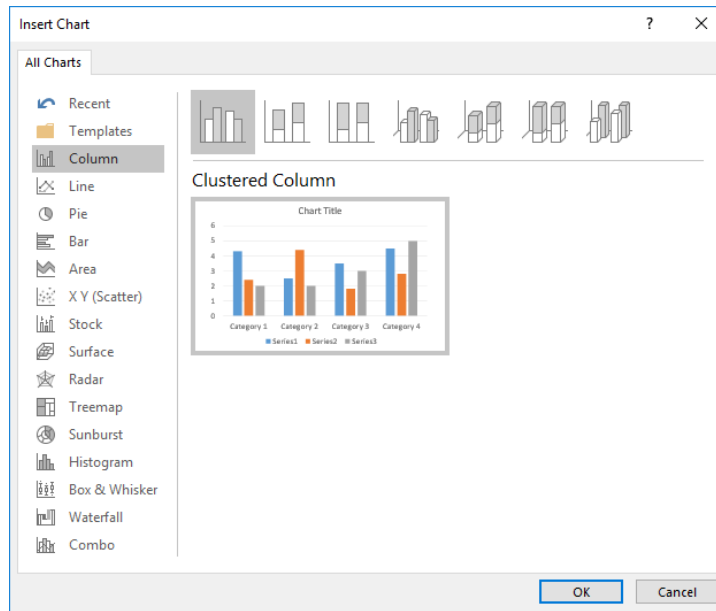 Insert Chart
?
All Charts
Recent
Templates
Column
Line
Pie
Bar
Area
X Y (Scatter)
Stock
Surface
Radar
Treemap
Sunburst
Histogram
Box & Whisker
Waterfall
Combo
Clustered Column
Chart Title
6
5
4
3
2
1
0
Category 1 Category 2 Category 3 Category 4
Series1 Series2 Series3
OK Cancel